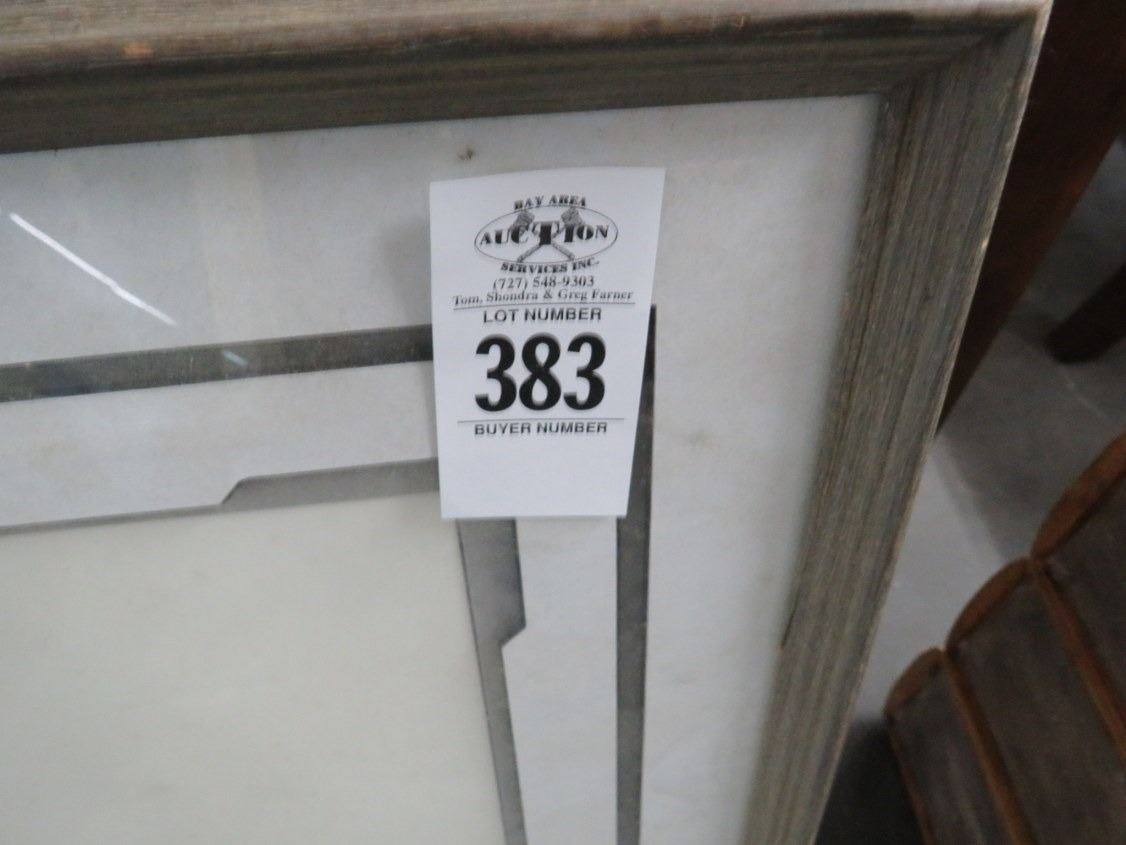 BAY AREA
AUCTION
SERVICES INC.
(727) 548-9303
Tom, Shondra & Greg Farner
LOT NUMBER
383
BUYER NUMBER